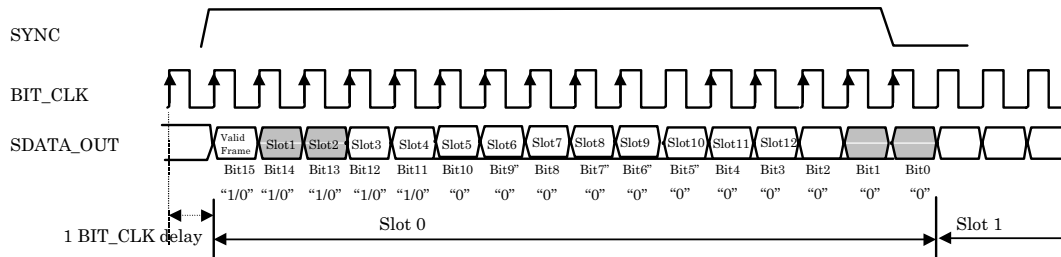 SYNC
BIT_CLK
SDATA_OUT
Valid Frame Slot1 Slot2 Slot3 Slot4 Slot5 Slot6 Slot7 Slot8 Slot9 Slot10 Slot11 Slot12
Bit15 Bit14 Bit13 Bit12 Bit11 Bit10 Bit9” Bit8 Bit7” Bit6” Bit5” Bit4 Bit3 Bit2 Bit1 Bit0
“1/0” “1/0” “1/0” “1/0” “1/0” “0” “0” “0” “0” “0” “0” “0” “0” “0” “0” “0”
1 BIT_CLK delay Slot 0 Slot 1